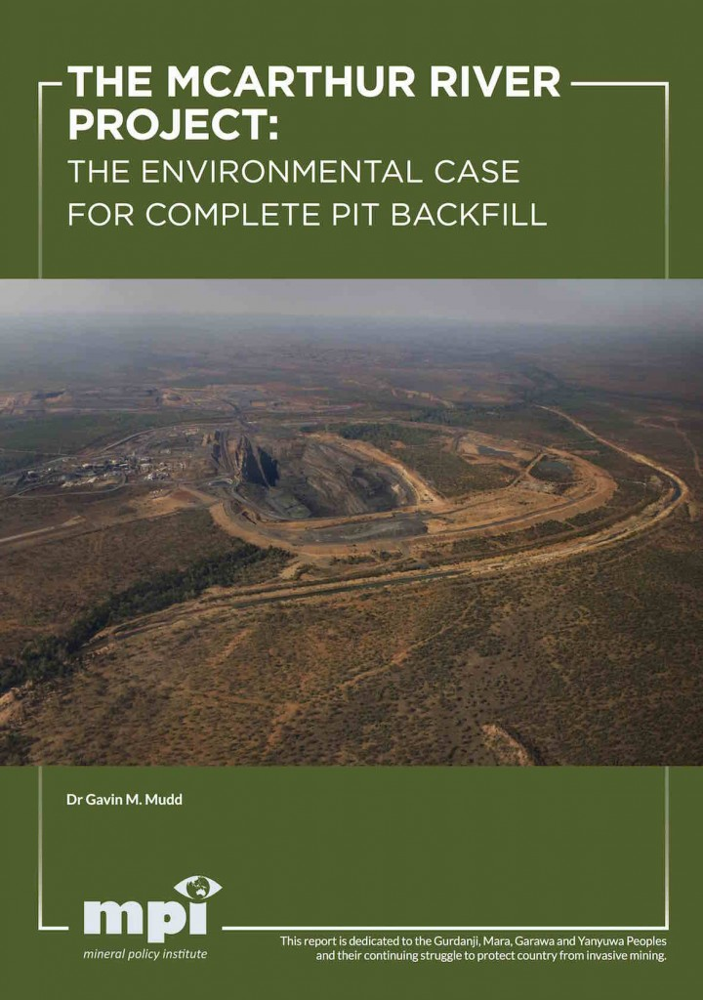 THE MCARTHUR RIVER
PROJECT:
THE ENVIRONMENTAL CASE
FOR COMPLETE PIT BACKFILL
Dr Gavin M. Mudd
mpi
mineral policy institute
This report is dedicated to the Gurdanji, Mara, Garawa and Yanyuwa Peoples
and their continuing struggle to protect country from invasive mining.